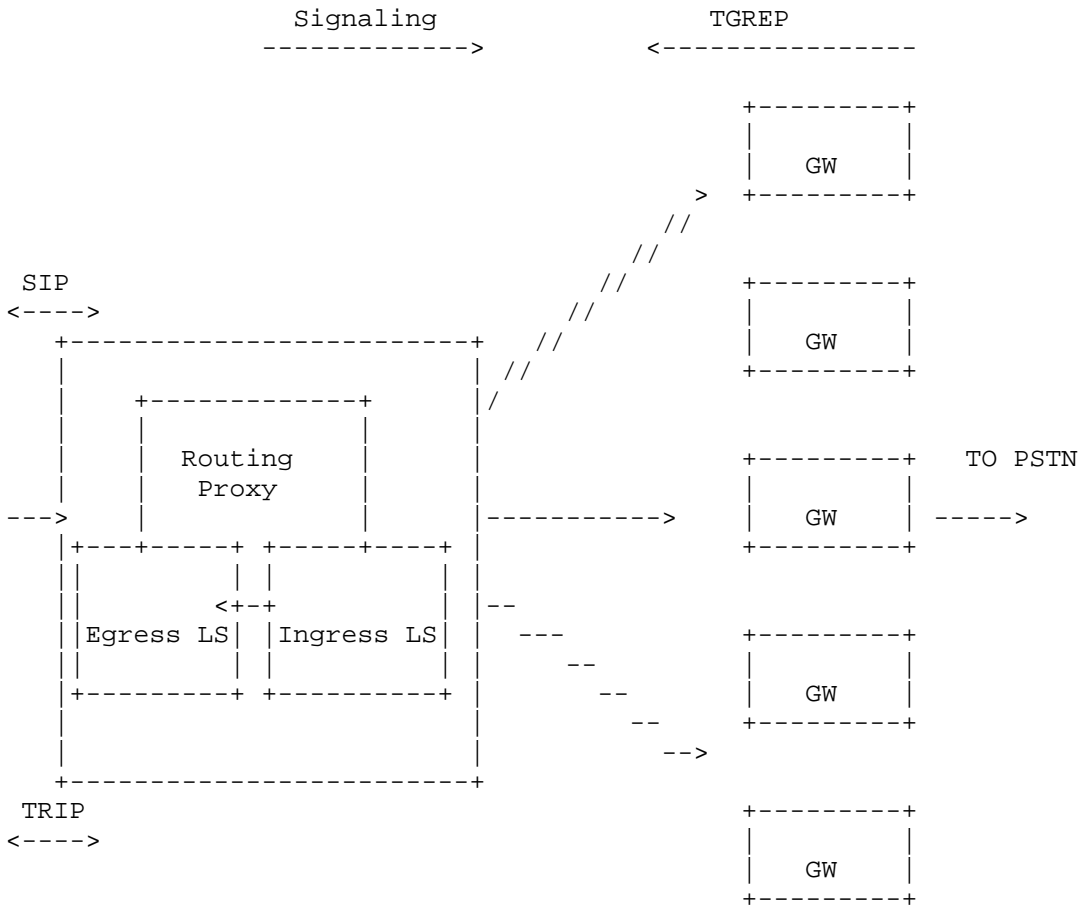 Signaling TGREP
GW
SIP
GW
Routing TO PSTN
Proxy
GW
Egress LS Ingress LS
GW
TRIP
GW